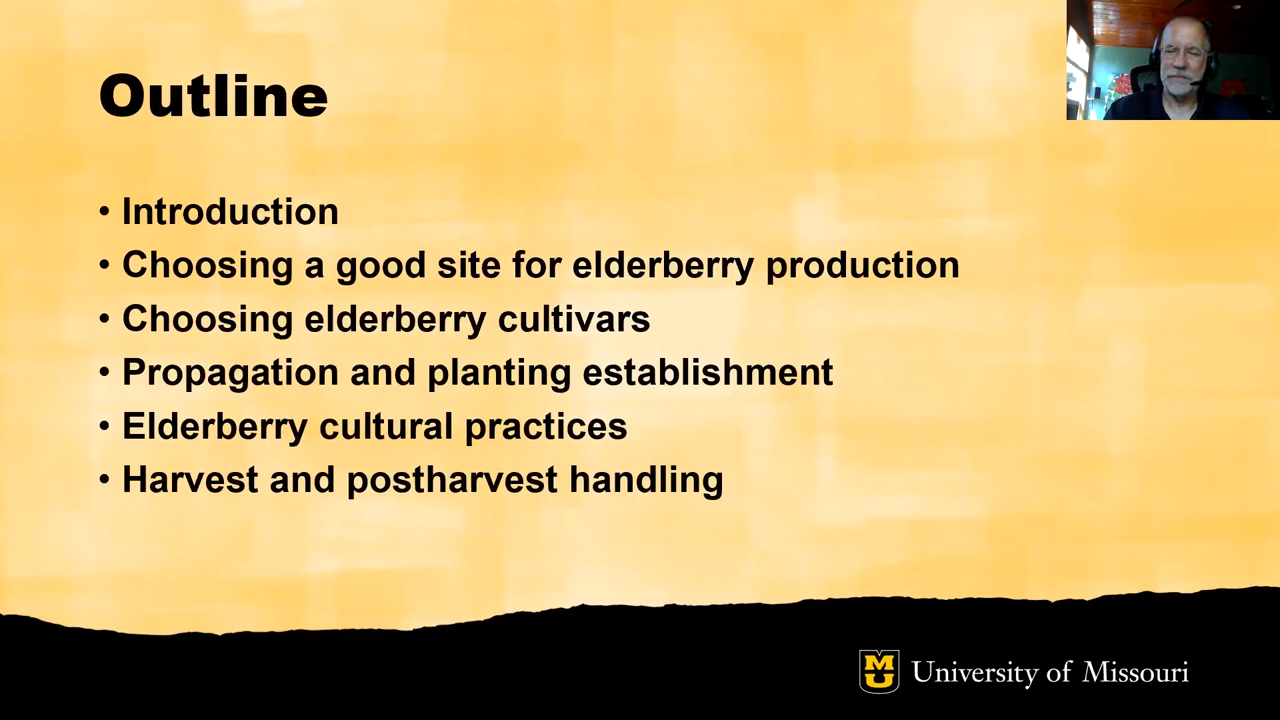 Outline
• Introduction
• Choosing a good site for elderberry production
• Choosing elderberry cultivars
• Propagation and planting establishment
• Elderberry cultural practices
• Harvest and postharvest handling
MU University of Missouri